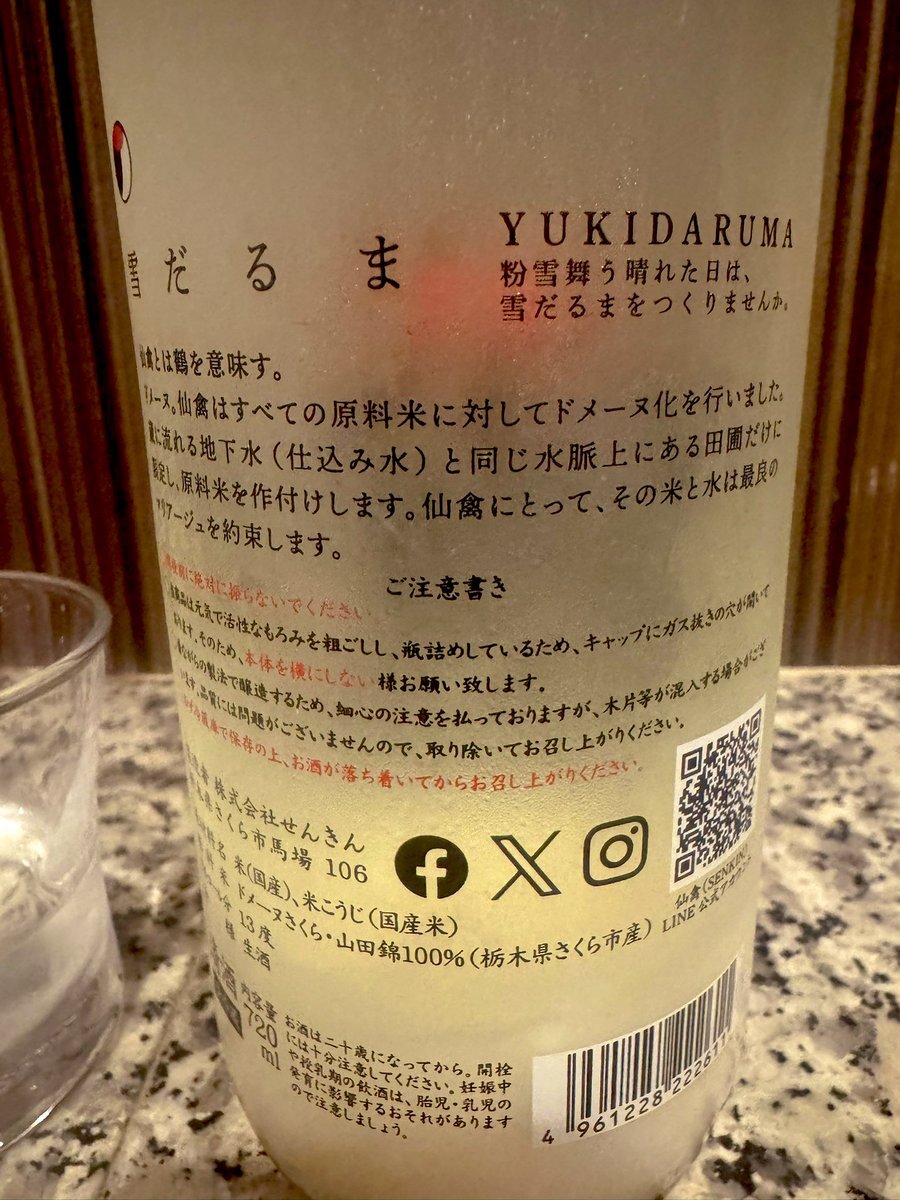 雪だるま
YUKIDARUMA
粉雪舞う晴れた日は、
雪だるまをつくりませんか。
仙禽とは鶴を意味す。
ドメーヌ。仙禽はすべての原料米に対してドメーヌ化を行いました。
蔵に流れる地下水(仕込み水)と同じ水脈上にある田圃だけに
限定し、原料米を作付けします。仙禽にとって、その米と水は最良の
マリアージュを約束します。
ご注意書き
に絶対に振らないでください
商品は元気で活性なもろみを粗ごしし、瓶詰めしているため、キャップにガス抜きの穴が開いて
おります。そのため、本体を横にしない様お願い致します。
ながらの製法で醸造するため、細心の注意を払っておりますが、木片等が混入する場合がござ
います。品質には問題がございませんので、取り除いてお召し上がりください。
冷蔵庫で保存の上、お酒が落ち着いてからお召し上がりください。
株式会社せんきん
さくら市馬場 106
米(国産)、米こうじ(国産米)
ドメーヌさくら・山田錦100%(栃木県さくら市産)
13度
生酒
仙禽(SENKIN)
LINE公式アカウント
内容量
720
ml
お酒は二十歳になってから。開栓
には十分注意してください。妊娠中
や授乳期の飲酒は、胎児・乳児の
発育に影響するおそれがあります
ので注意しましょう。
4 961228 222611